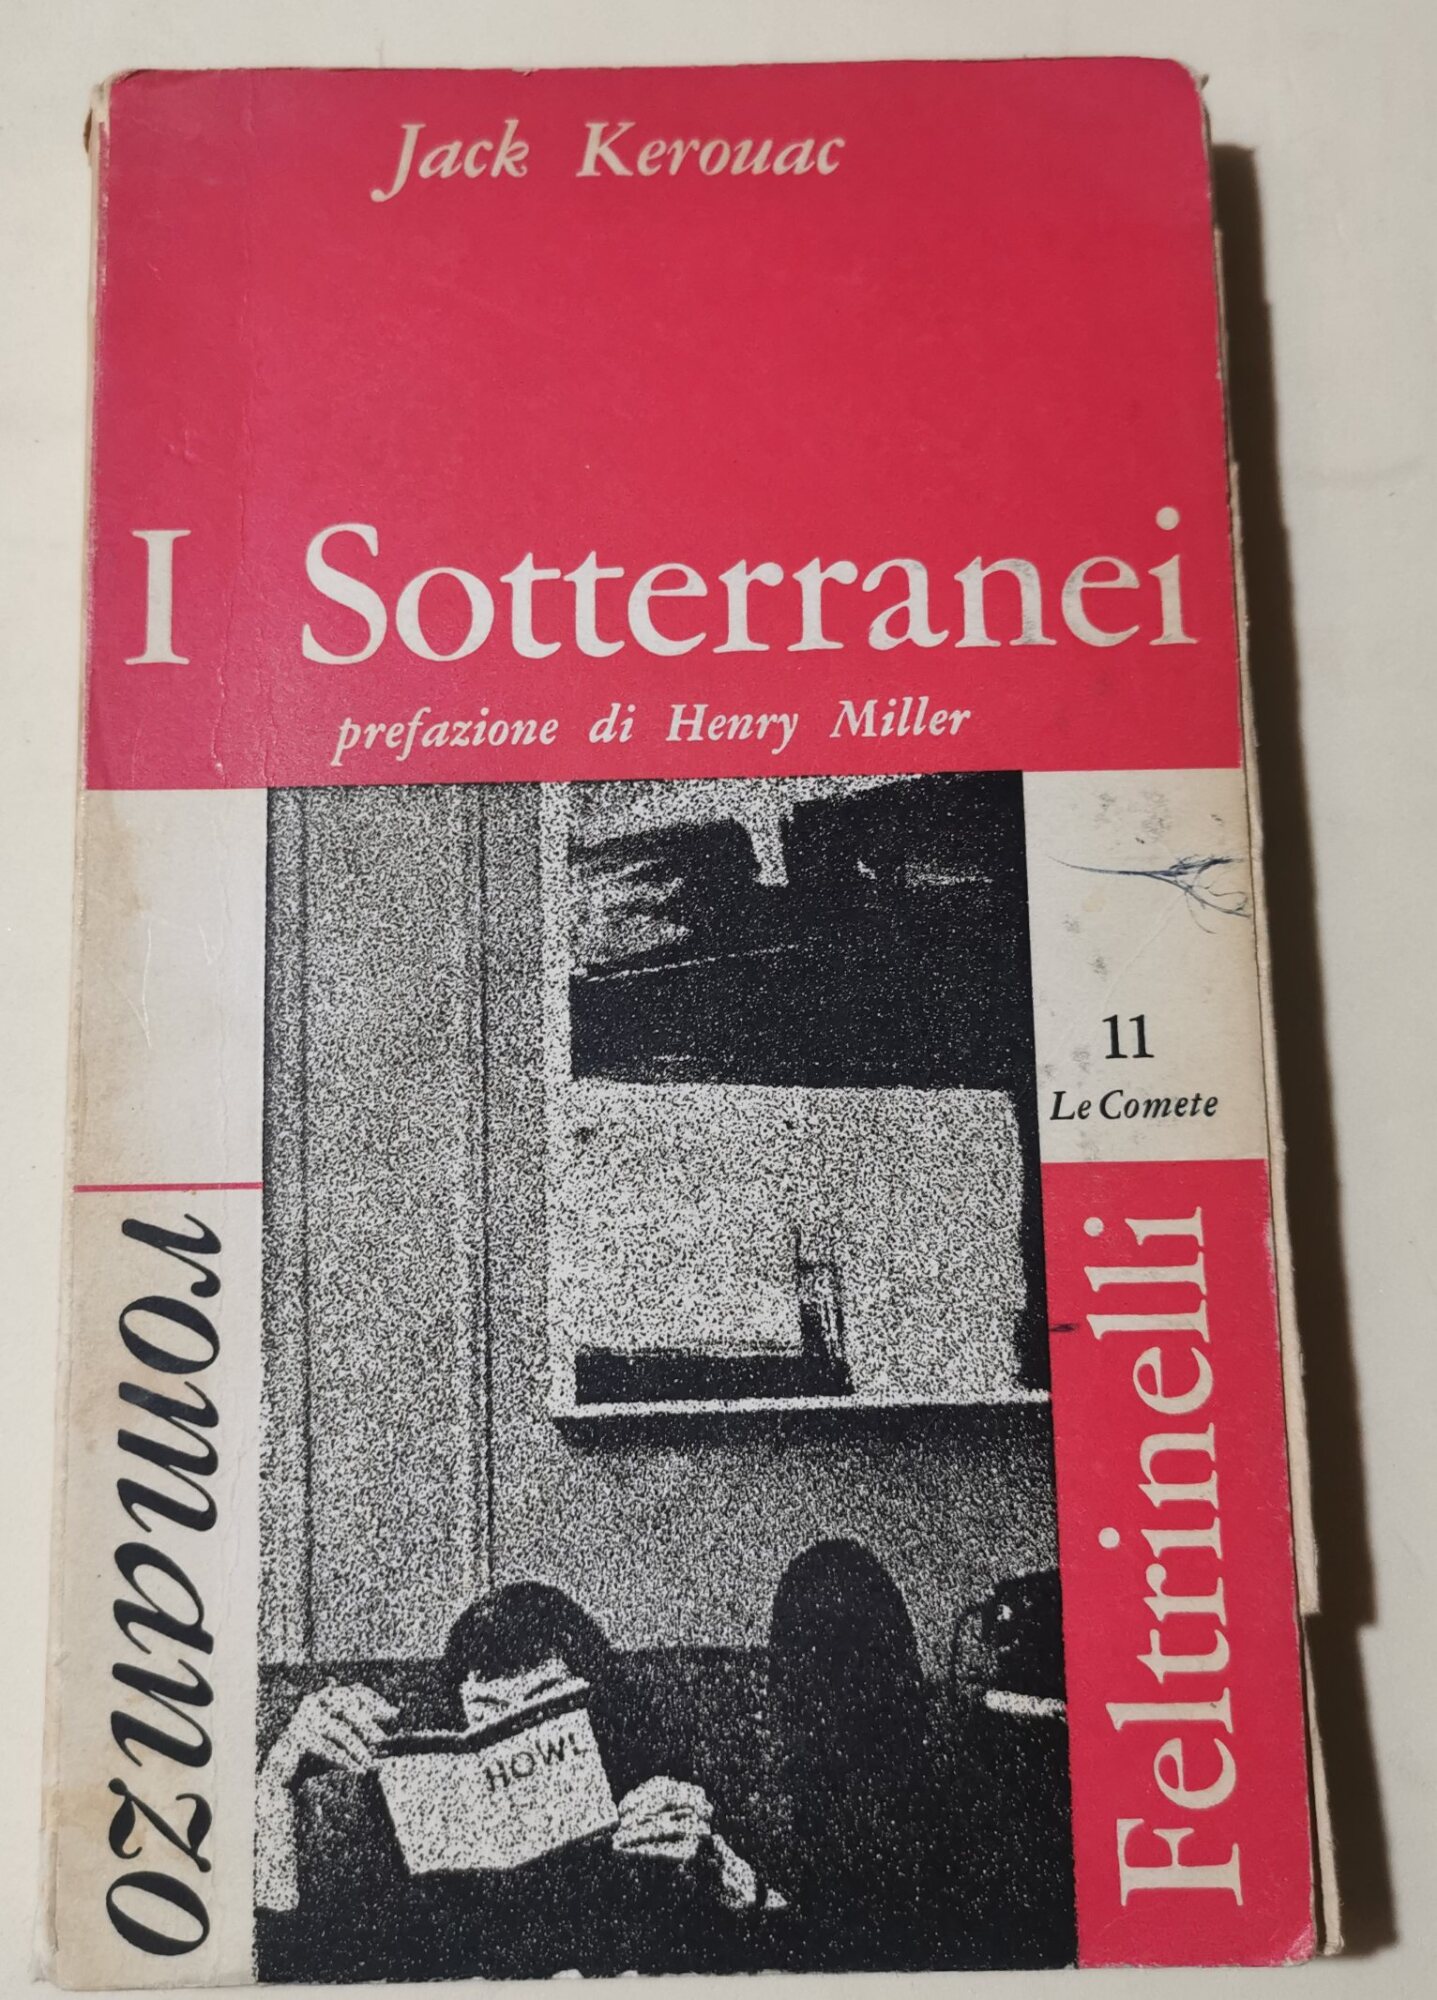 Jack Kerouac
I Sotterranei
prefazione di Henry Miller
11
Le Comete
romanzo
HOWL
Feltrinelli